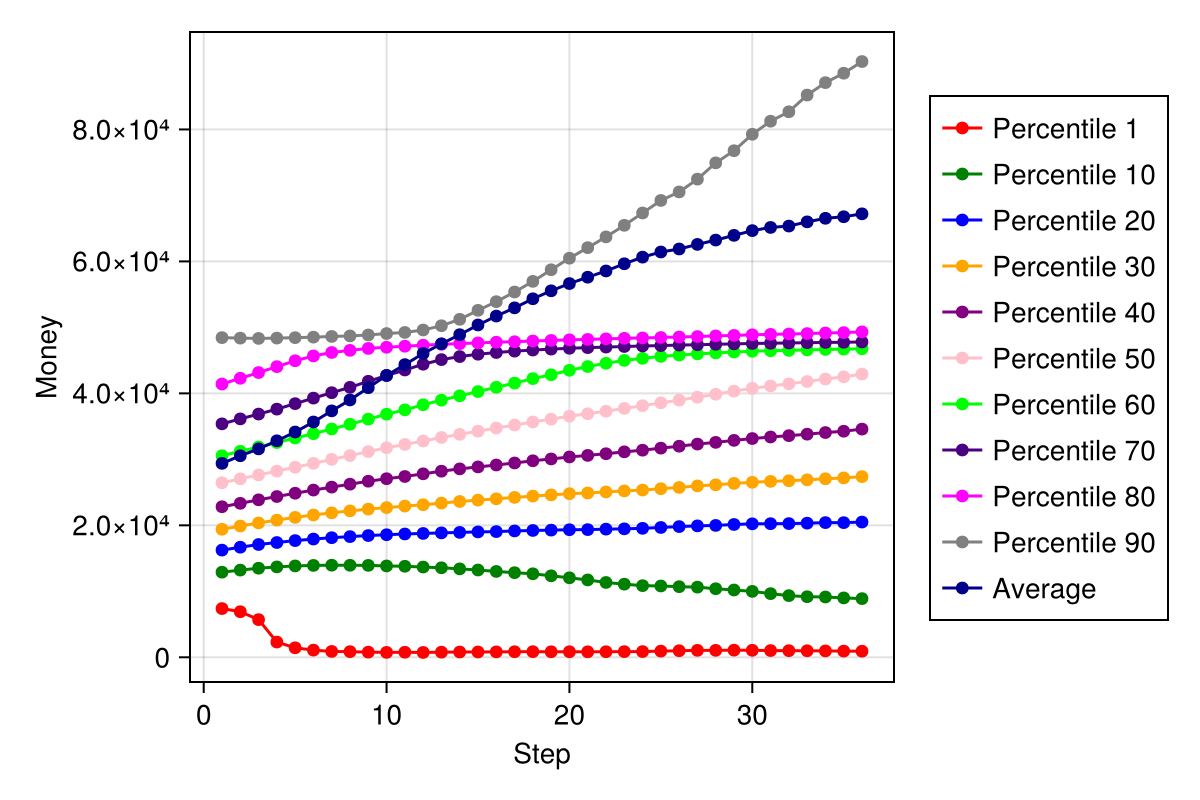 8.0×10⁴
6.0×10⁴
4.0×10⁴
2.0×10⁴
0
Money
0 10 20 30
Step
Percentile 1
Percentile 10
Percentile 20
Percentile 30
Percentile 40
Percentile 50
Percentile 60
Percentile 70
Percentile 80
Percentile 90
Average